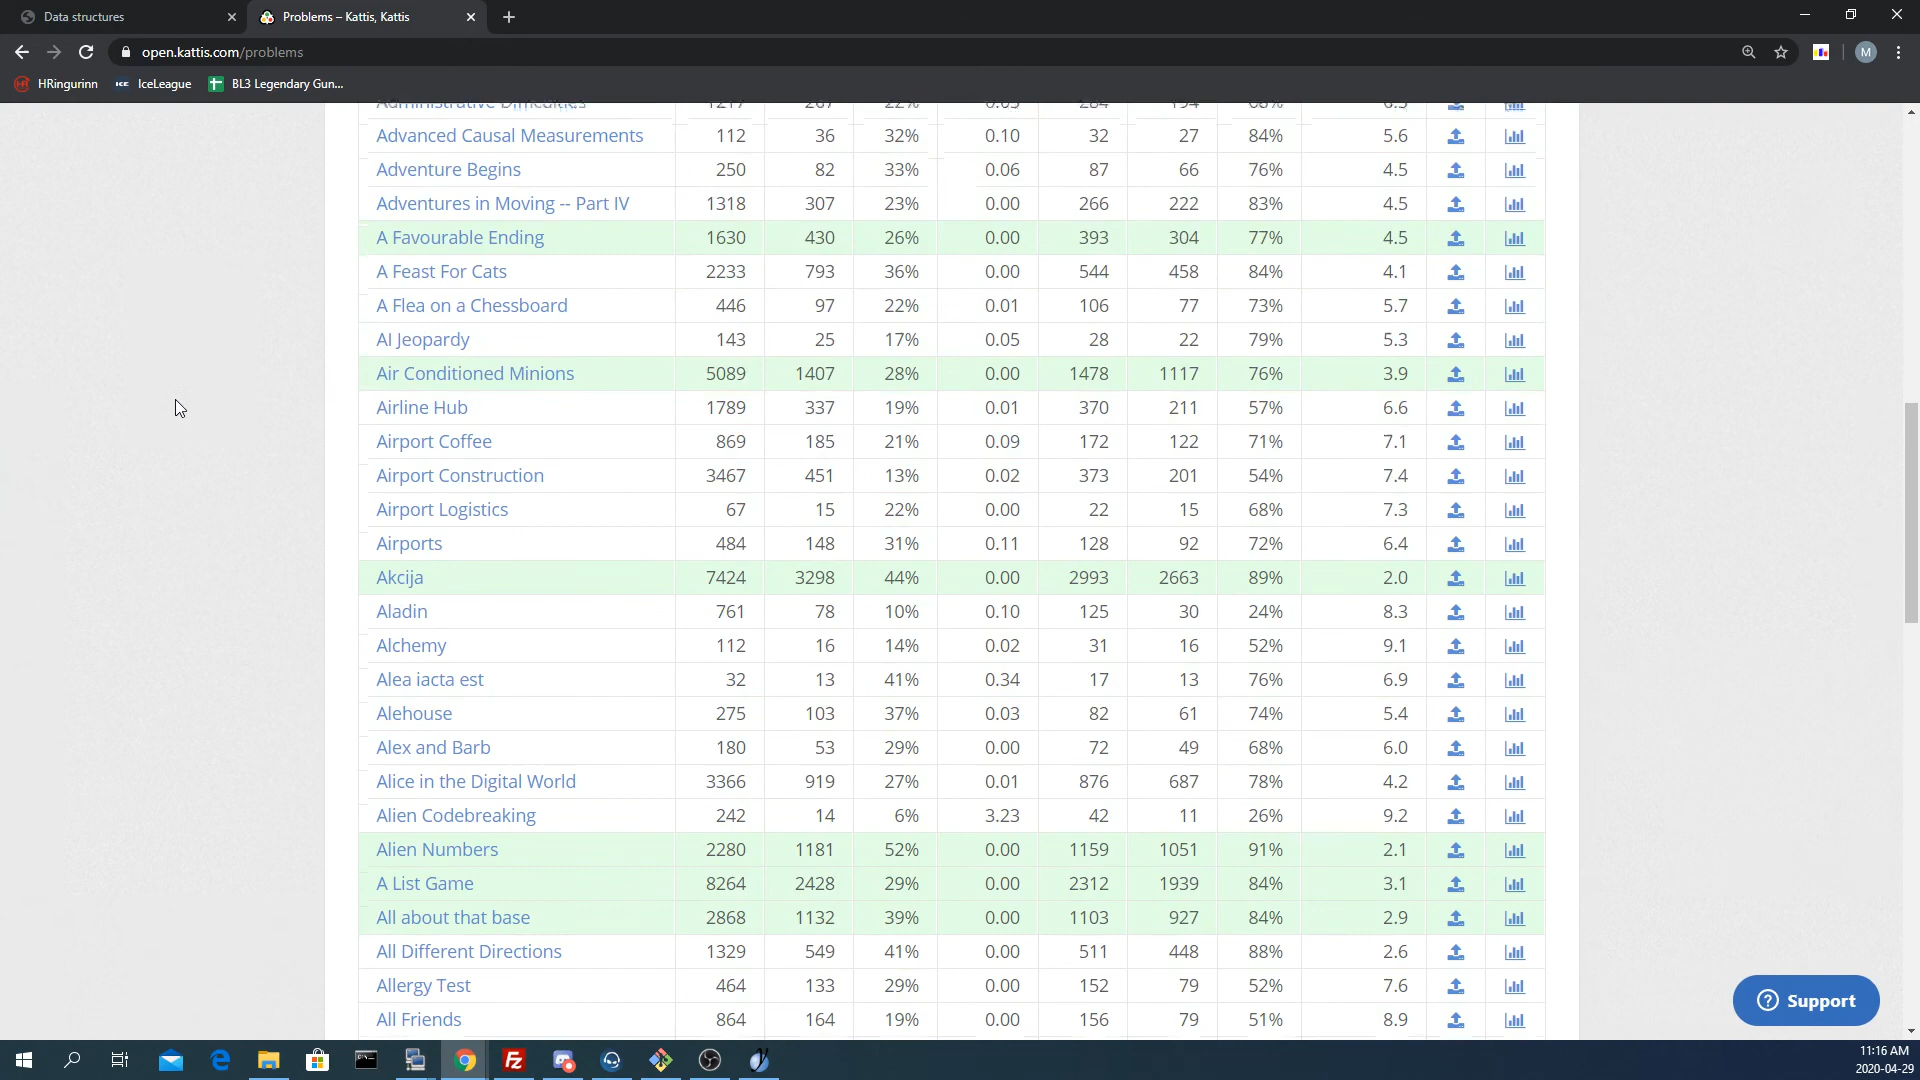 Data structures
Problems – Kattis, Kattis
open.kattis.com/problems
M
HRingurinn
IceLeague
BL3 Legendary Gun...
Advanced Causal Measurements 112 36 32% 0.10 32 27 84% 5.6
Adventure Begins 250 82 33% 0.06 87 66 76% 4.5
Adventures in Moving -- Part IV 1318 307 23% 0.00 266 222 83% 4.5
A Favourable Ending 1630 430 26% 0.00 393 304 77% 4.5
A Feast For Cats 2233 793 36% 0.00 544 458 84% 4.1
A Flea on a Chessboard 446 97 22% 0.01 106 77 73% 5.7
AI Jeopardy 143 25 17% 0.05 28 22 79% 5.3
Air Conditioned Minions 5089 1407 28% 0.00 1478 1117 76% 3.9
Airline Hub 1789 337 19% 0.01 370 211 57% 6.6
Airport Coffee 869 185 21% 0.09 172 122 71% 7.1
Airport Construction 3467 451 13% 0.02 373 201 54% 7.4
Airport Logistics 67 15 22% 0.00 22 15 68% 7.3
Airports 484 148 31% 0.11 128 92 72% 6.4
Akcija 7424 3298 44% 0.00 2993 2663 89% 2.0
Aladin 761 78 10% 0.10 125 30 24% 8.3
Alchemy 112 16 14% 0.02 31 16 52% 9.1
Alea iacta est 32 13 41% 0.34 17 13 76% 6.9
Alehouse 275 103 37% 0.03 82 61 74% 5.4
Alex and Barb 180 53 29% 0.00 72 49 68% 6.0
Alice in the Digital World 3366 919 27% 0.01 876 687 78% 4.2
Alien Codebreaking 242 14 6% 3.23 42 11 26% 9.2
Alien Numbers 2280 1181 52% 0.00 1159 1051 91% 2.1
A List Game 8264 2428 29% 0.00 2312 1939 84% 3.1
All about that base 2868 1132 39% 0.00 1103 927 84% 2.9
All Different Directions 1329 549 41% 0.00 511 448 88% 2.6
Allergy Test 464 133 29% 0.00 152 79 52% 7.6
All Friends 864 164 19% 0.00 156 79 51% 8.9
Support
11:16 AM
2020-04-29